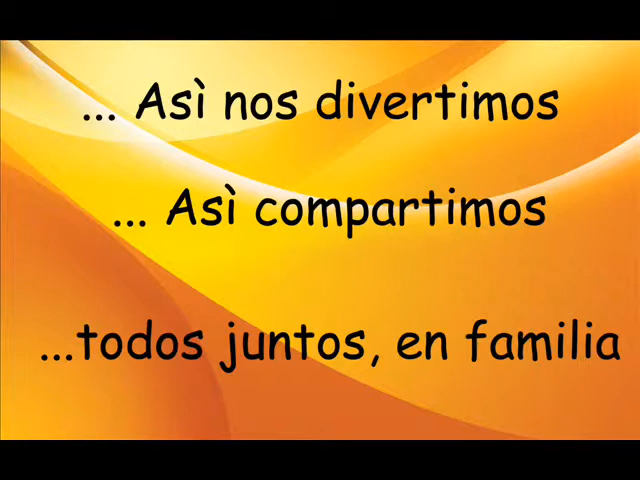 ... Asì nos divertimos
... Asì compartimos
...todos juntos, en familia